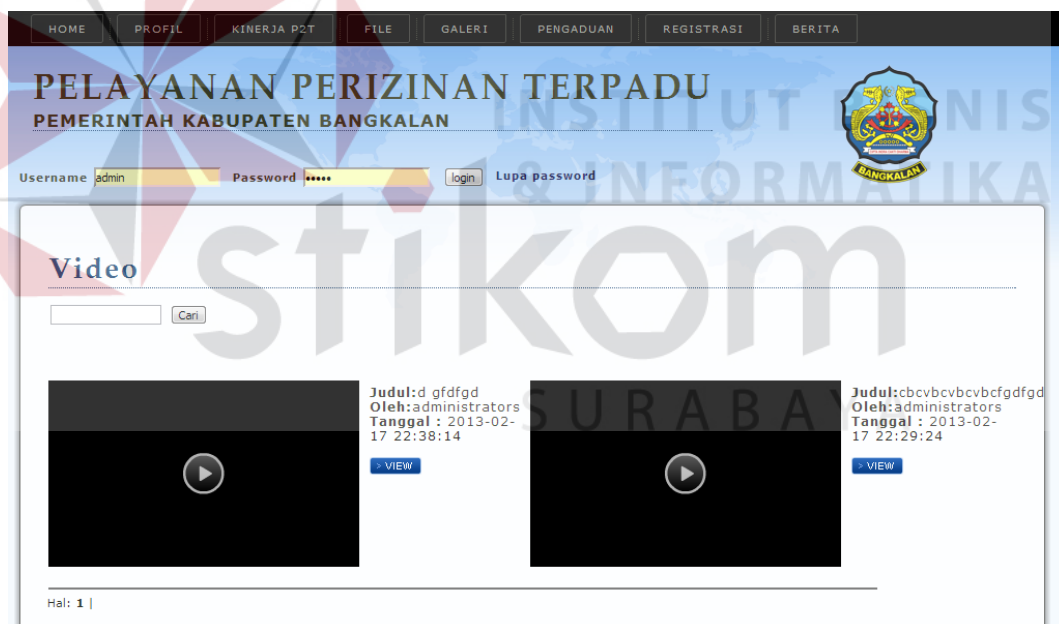 HOME PROFIL KINERJA P2T FILE GALERI PENGADUAN REGISTRASI BERITA
PELAYANAN PERIZINAN TERPADU
PEMERINTAH KABUPATEN BANGKALAN
BANGKALAN
Username admin Password ••••• login Lupa password
INSTITUT BISNIS
& INFORMATIKA
stikom
SURABAYA
Video
Cari
Judul:d gfdfgd
Oleh:administrators
Tanggal : 2013-02-
17 22:38:14
> VIEW
Judul:cbcvbcvbcvbcfgdfgd
Oleh:administrators
Tanggal : 2013-02-
17 22:29:24
> VIEW
Hal: 1 |